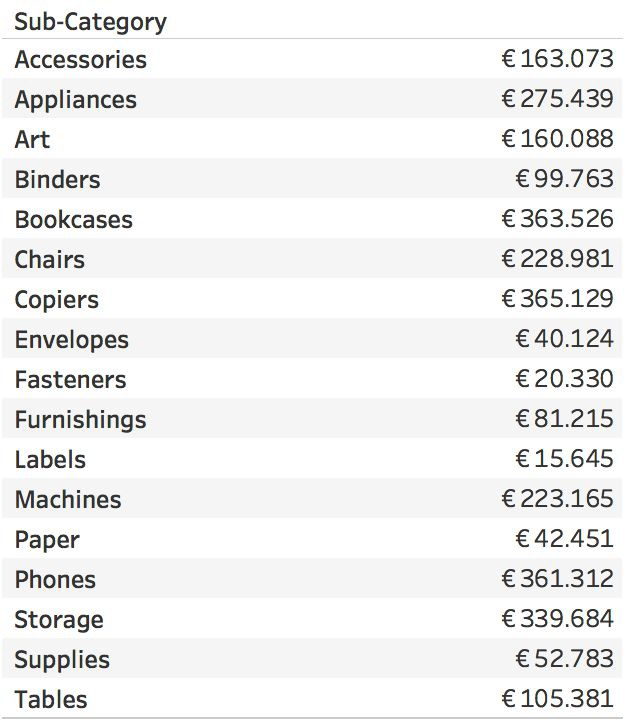 Sub-Category
Accessories € 163.073
Appliances € 275.439
Art € 160.088
Binders € 99.763
Bookcases € 363.526
Chairs € 228.981
Copiers € 365.129
Envelopes € 40.124
Fasteners € 20.330
Furnishings € 81.215
Labels € 15.645
Machines € 223.165
Paper € 42.451
Phones € 361.312
Storage € 339.684
Supplies € 52.783
Tables € 105.381